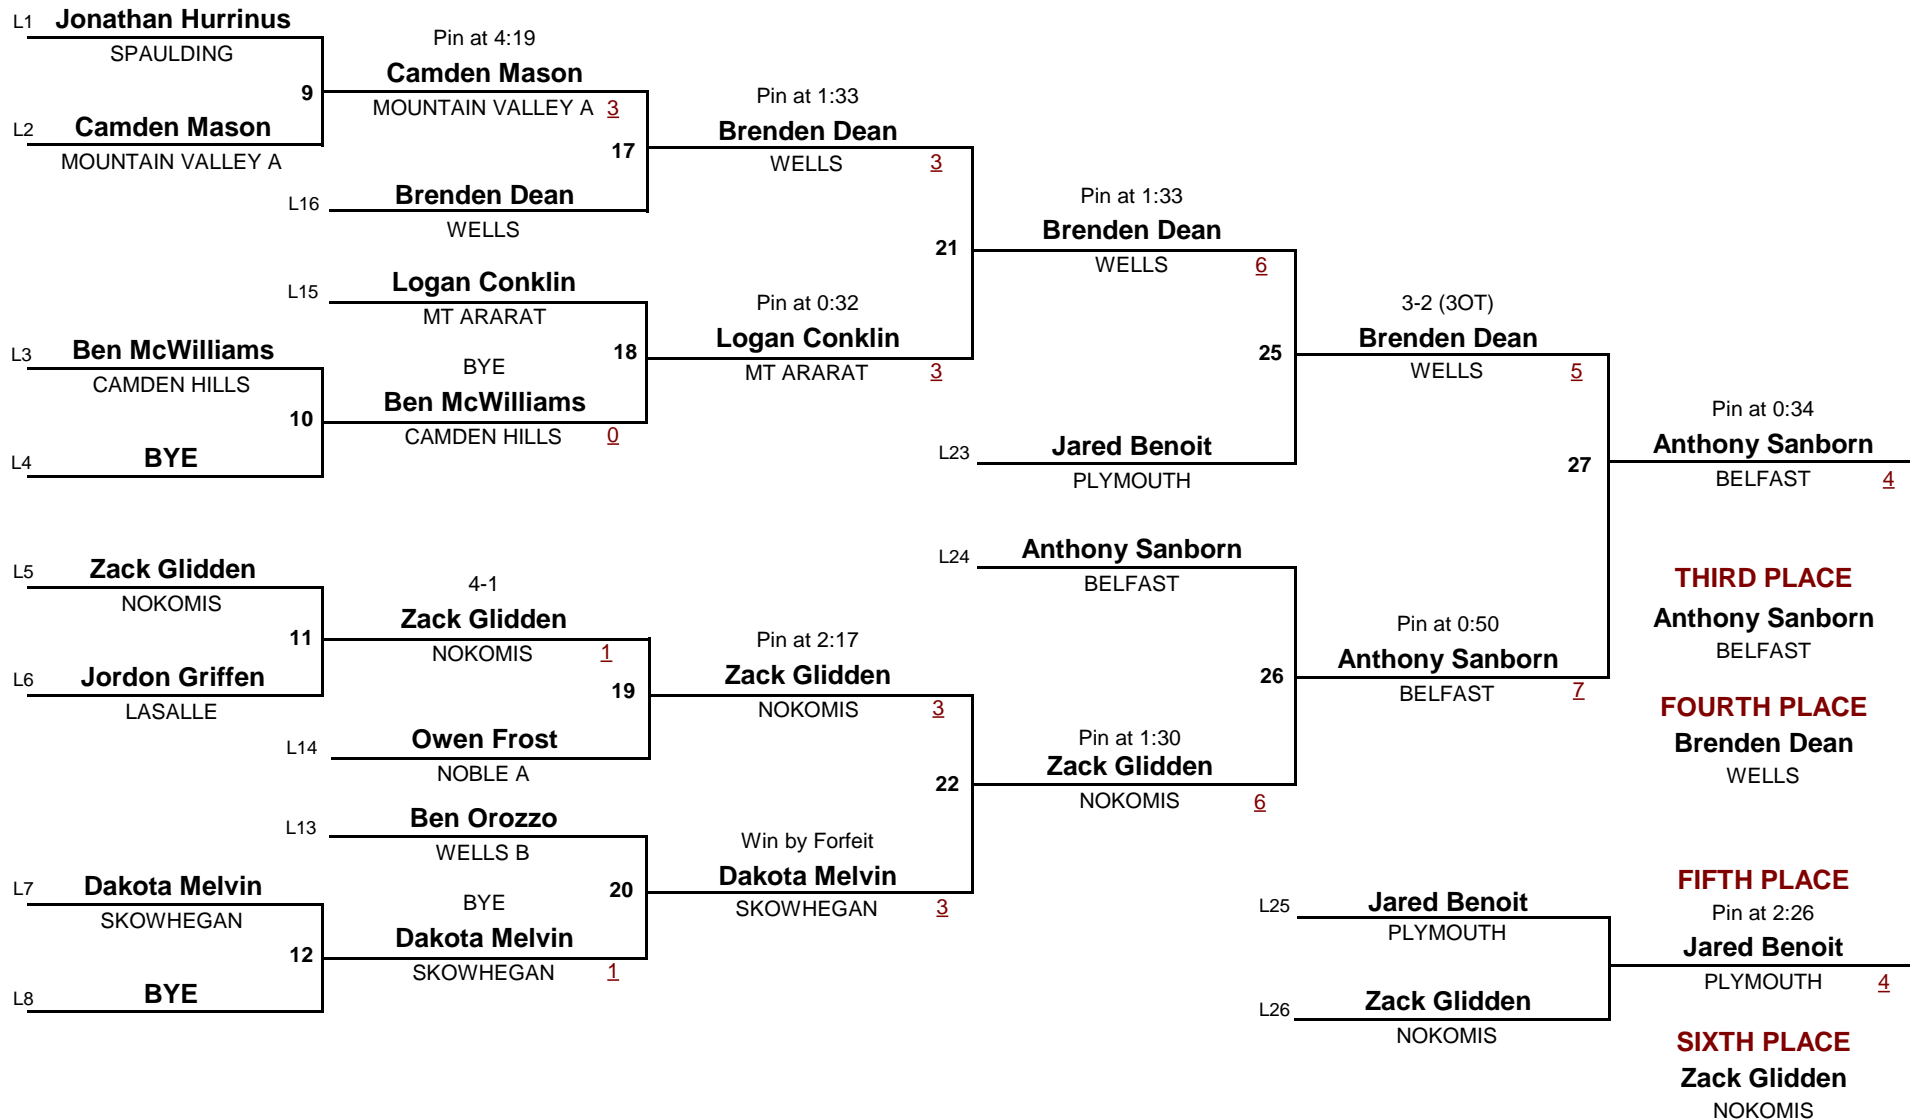 L1 Jonathan Hurrinus
SPAULDING
9
L2 Camden Mason
MOUNTAIN VALLEY A
Pin at 4:19
Camden Mason
MOUNTAIN VALLEY A 3
17
L16 Brenden Dean
WELLS
Pin at 1:33
Brenden Dean
WELLS 3
21
L15 Logan Conklin
MT ARARAT
L3 Ben McWilliams
CAMDEN HILLS
10
L4 BYE
BYE
Ben McWilliams
CAMDEN HILLS 0
18
Pin at 0:32
Logan Conklin
MT ARARAT 3
Pin at 1:33
Brenden Dean
WELLS 6
25
L23 Jared Benoit
PLYMOUTH
3-2 (3OT)
Brenden Dean
WELLS 5
27
Pin at 0:34
Anthony Sanborn
BELFAST 4
L5 Zack Glidden
NOKOMIS
11
L6 Jordon Griffen
LASALLE
4-1
Zack Glidden
NOKOMIS 1
19
L14 Owen Frost
NOBLE A
Pin at 2:17
Zack Glidden
NOKOMIS 3
22
L13 Ben Orozzo
WELLS B
L7 Dakota Melvin
SKOWHEGAN
12
L8 BYE
BYE
Dakota Melvin
SKOWHEGAN 1
20
Win by Forfeit
Dakota Melvin
SKOWHEGAN 3
L24 Anthony Sanborn
BELFAST
26
Pin at 1:30
Zack Glidden
NOKOMIS 6
Pin at 0:50
Anthony Sanborn
BELFAST 7
THIRD PLACE
Anthony Sanborn
BELFAST
FOURTH PLACE
Brenden Dean
WELLS
L25 Jared Benoit
PLYMOUTH
L26 Zack Glidden
NOKOMIS
FIFTH PLACE
Pin at 2:26
Jared Benoit
PLYMOUTH 4
SIXTH PLACE
Zack Glidden
NOKOMIS